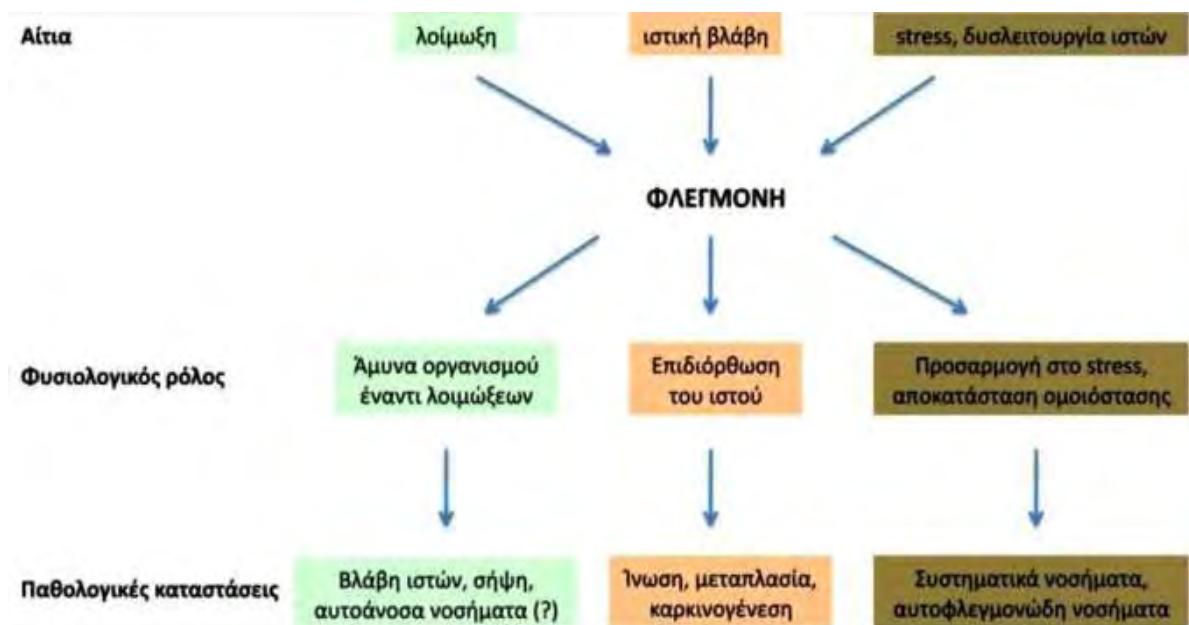 Αίτια
λοίμωξη
ιστική βλάβη
stress, δυσλειτουργία ιστών
ΦΛΕΓΜΟΝΗ
Φυσιολογικός ρόλος
Άμυνα οργανισμού
έναντι λοιμώξεων
Επιδιόρθωση
του ιστού
Προσαρμογή στο stress,
αποκατάσταση ομοιόστασης
Παθολογικές καταστάσεις
Βλάβη ιστών, σήψη,
αυτοάνοσα νοσήματα (?)
Ίνωση, μεταπλασία,
καρκινογένεση
Συστηματικά νοσήματα,
αυτοφλεγμονώδη νοσήματα